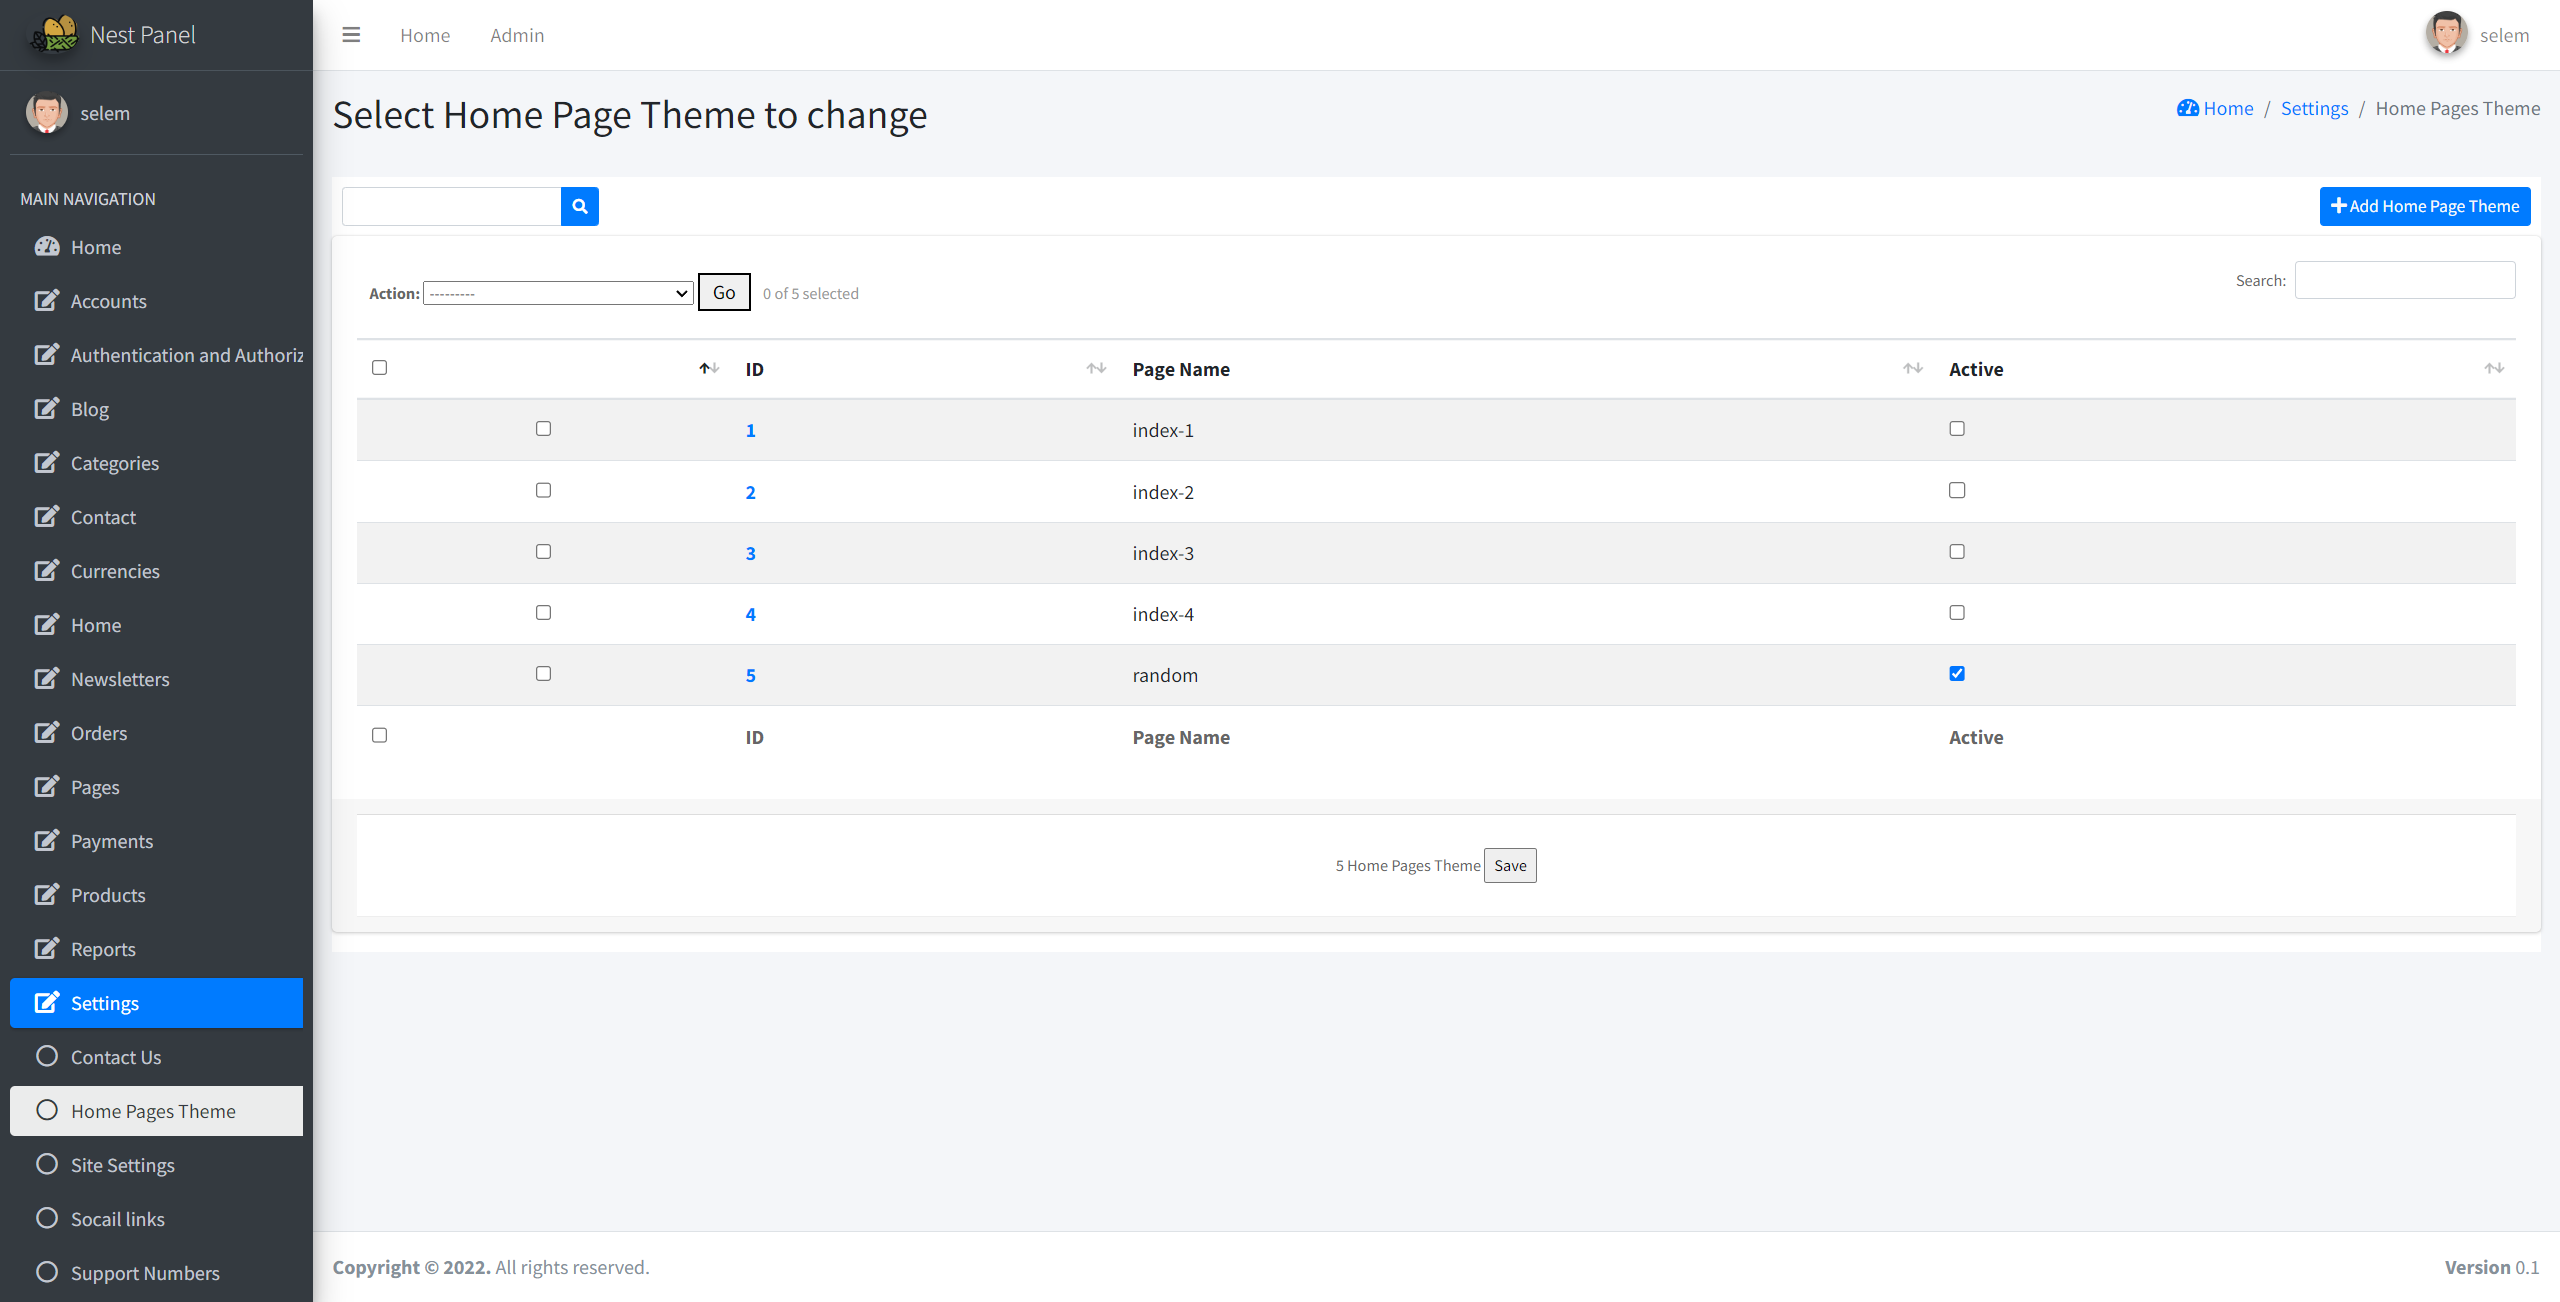 Nest Panel
selem
MAIN NAVIGATION
Home
Accounts
Authentication and Authoriz
Blog
Categories
Contact
Currencies
Home
Newsletters
Orders
Pages
Payments
Products
Reports
Settings
Contact Us
Home Pages Theme
Site Settings
Socail links
Support Numbers
Home Admin
selem
Select Home Page Theme to change
Home / Settings / Home Pages Theme
Add Home Page Theme
Action: --------- Go 0 of 5 selected
Search:
ID Page Name Active
1 index-1
2 index-2
3 index-3
4 index-4
5 random
ID Page Name Active
5 Home Pages Theme Save
Copyright © 2022. All rights reserved.
Version 0.1